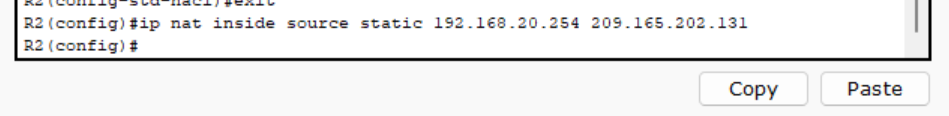 R2(config-std-nacl)#exit
R2(config)#ip nat inside source static 192.168.20.254 209.165.202.131
R2(config)#
Copy Paste